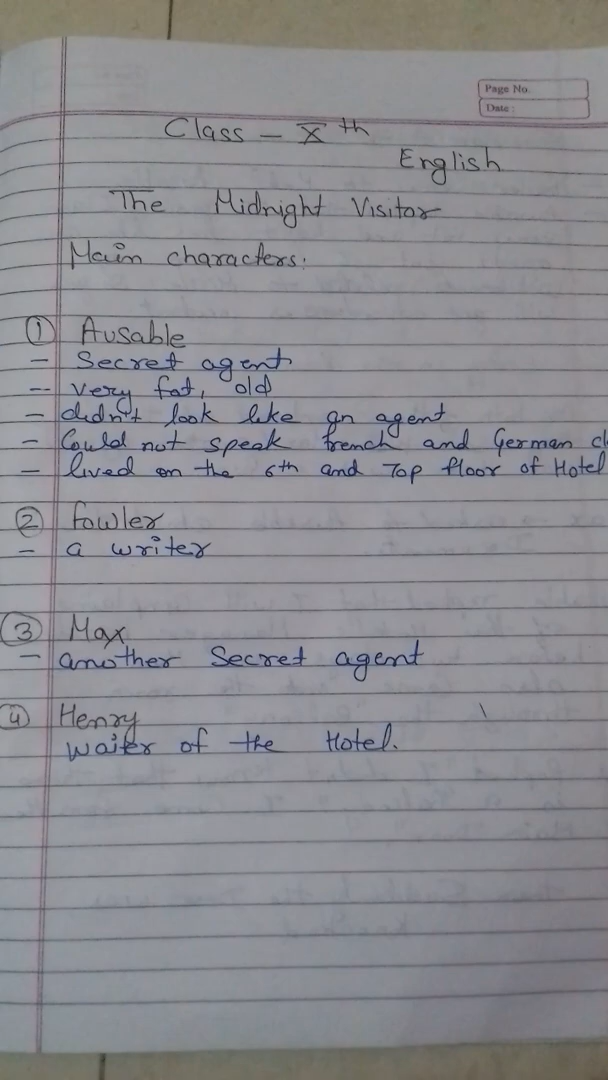 Page No.
Date :
Class – Xth
English
The Midnight Visitor
Main characters:
① Ausable
– Secret agent.
– very fat, old
– didn't look like an agent
– Could not speak french and German
– lived on the 6th and Top floor of Hotel
② Fowler
– a writer
③ Max
– another Secret agent
④ Henry
waiter of the Hotel.